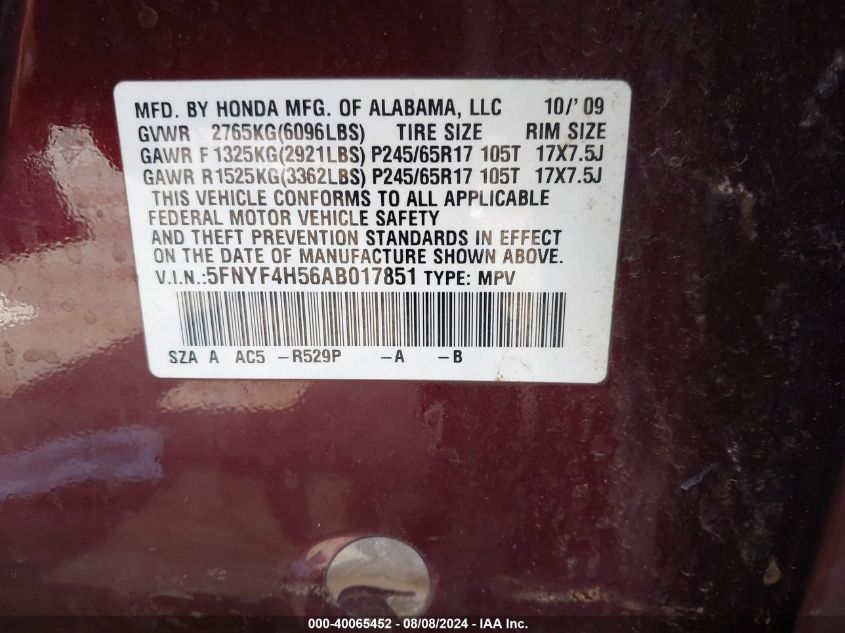 MFD. BY HONDA MFG. OF ALABAMA, LLC 10/'09
GVWR 2765KG(6096LBS) TIRE SIZE RIM SIZE
GAWR F 1325KG(2921LBS) P245/65R17 105T 17X7.5J
GAWR R1525KG(3362LBS) P245/65R17 105T 17X7.5J
THIS VEHICLE CONFORMS TO ALL APPLICABLE
FEDERAL MOTOR VEHICLE SAFETY
AND THEFT PREVENTION STANDARDS IN EFFECT
ON THE DATE OF MANUFACTURE SHOWN ABOVE.
V.I.N.:5FNYF4H56AB017851 TYPE: MPV
SZA A AC5 -R529P -A -B
000-40065452 - 08/08/2024 - IAA Inc.